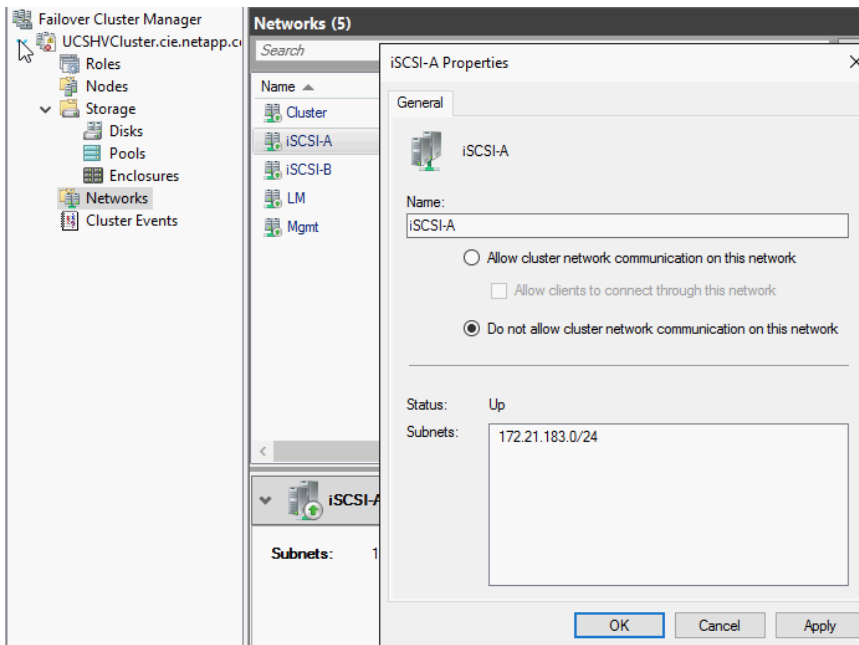 Failover Cluster Manager
UCSHVCluster.cie.netapp.c
Roles
Nodes
Storage
Disks
Pools
Enclosures
Networks
Cluster Events
Networks (5)
Search
Name
Cluster
iSCSI-A
iSCSI-B
LM
Mgmt
iSCSI-A
Subnets: 1
iSCSI-A Properties
General
iSCSI-A
Name:
iSCSI-A
Allow cluster network communication on this network
Allow clients to connect through this network
Do not allow cluster network communication on this network
Status: Up
Subnets: 172.21.183.0/24
OK Cancel Apply